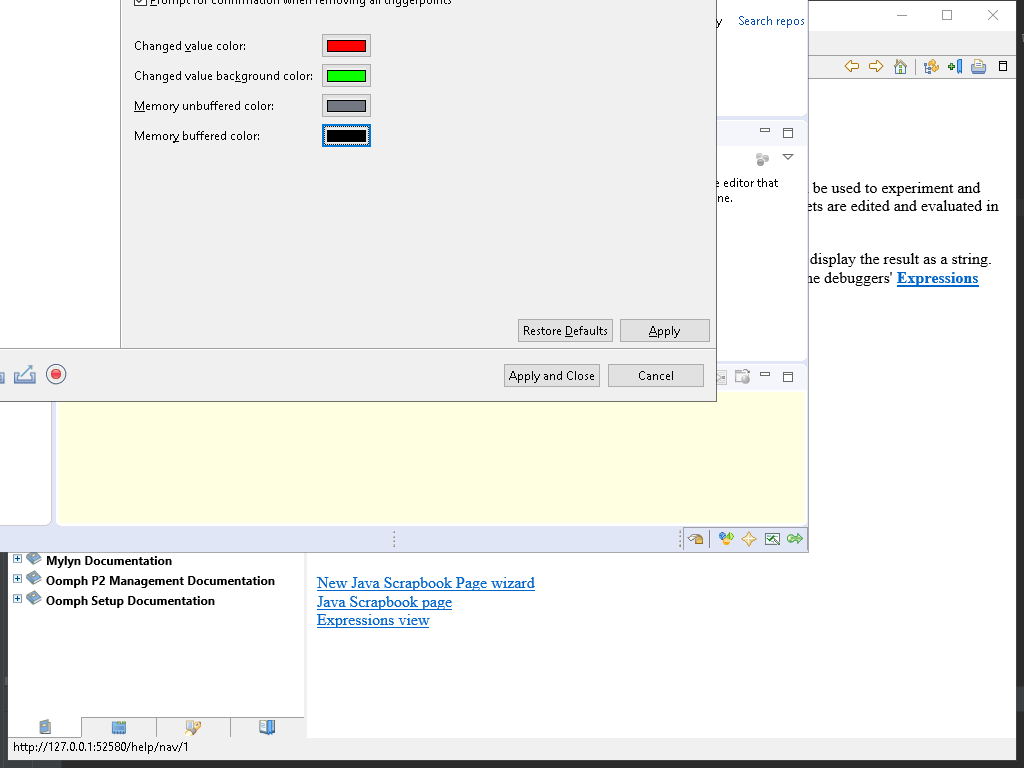 Prompt for confirmation when removing all triggerpoints
Search repos
Changed value color:
Changed value background color:
Memory unbuffered color:
Memory buffered color:
editor that
ne.
be used to experiment and
ets are edited and evaluated in
display the result as a string.
debuggers' Expressions
Restore Defaults
Apply
Apply and Close
Cancel
Mylyn Documentation
Oomph P2 Management Documentation
Oomph Setup Documentation
New Java Scrapbook Page wizard
Java Scrapbook page
Expressions view
http://127.0.0.1:52580/help/nav/1